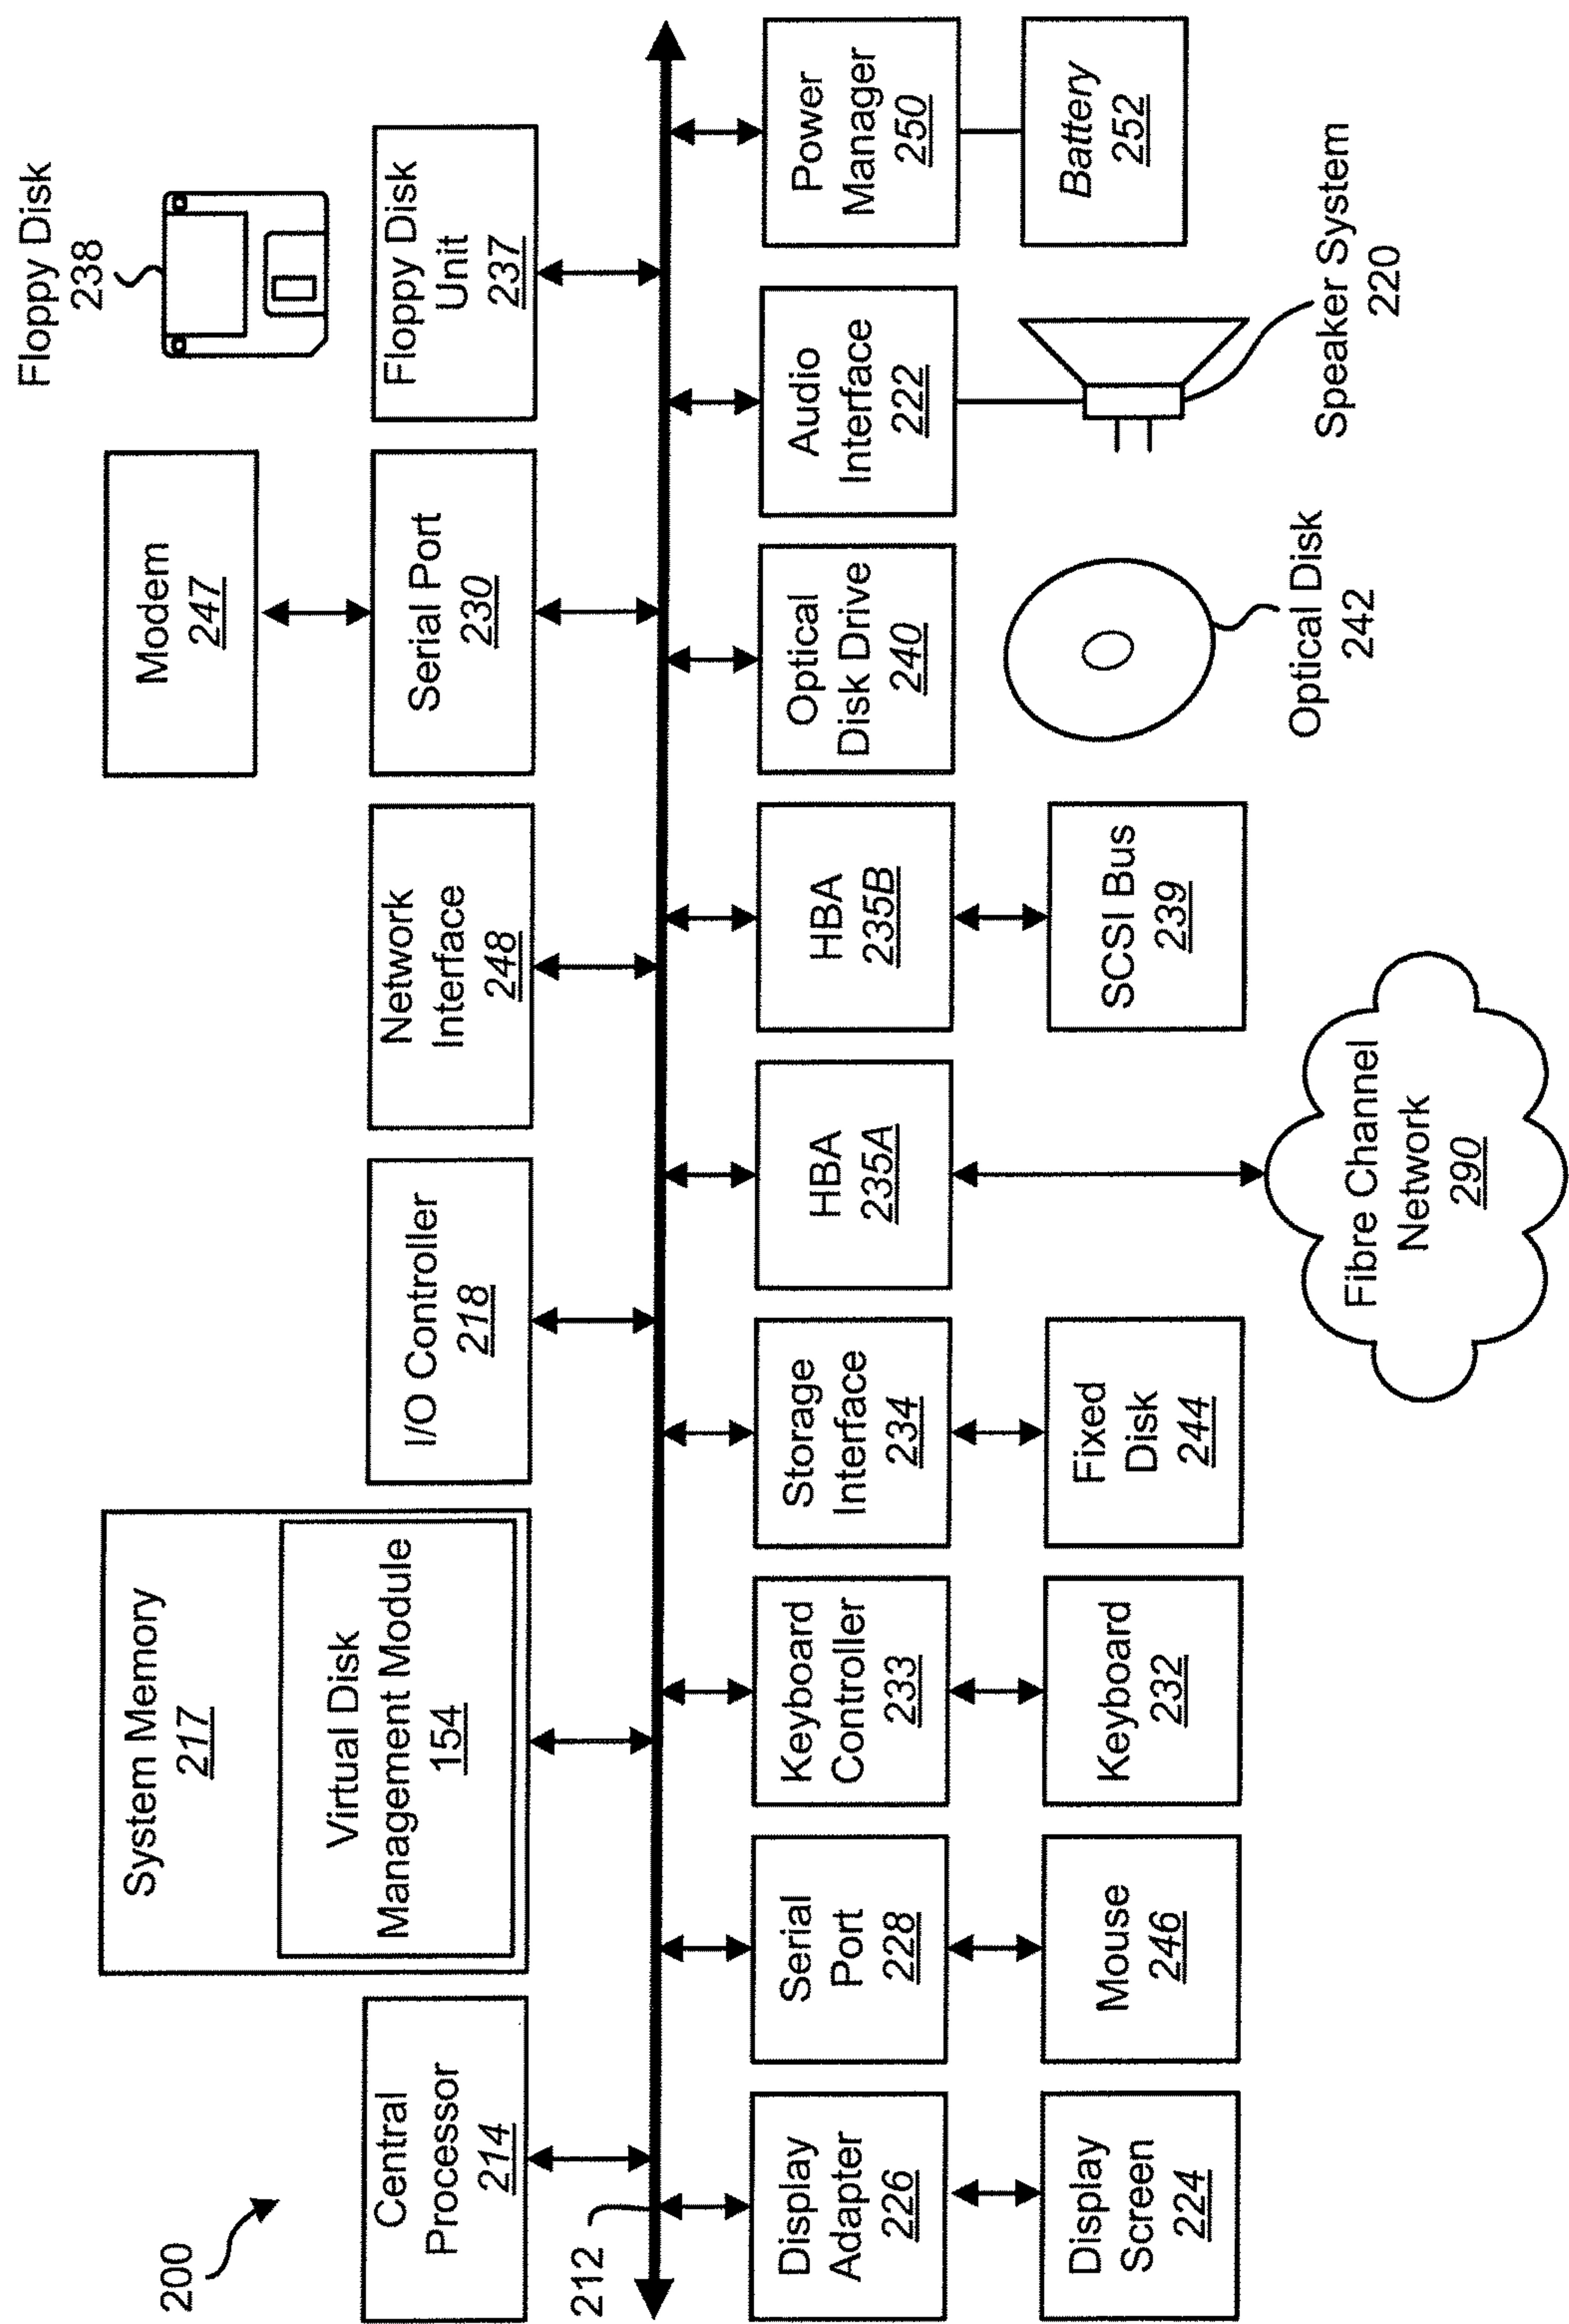 200
Central
Processor
214
System Memory
217
Virtual Disk
Management Module
154
I/O Controller
218
Network
Interface
248
Modem
247
Serial Port
230
Floppy Disk
238
Floppy Disk
Unit
237
212
Display
Adapter
226
Serial
Port
228
Keyboard
Controller
233
Storage
Interface
234
HBA
235A
HBA
235B
Optical
Disk Drive
240
Audio
Interface
222
Power
Manager
250
Display
Screen
224
Mouse
246
Keyboard
232
Fixed
Disk
244
Fibre Channel
Network
290
SCSI Bus
239
Optical Disk
242
Speaker System
220
Battery
252